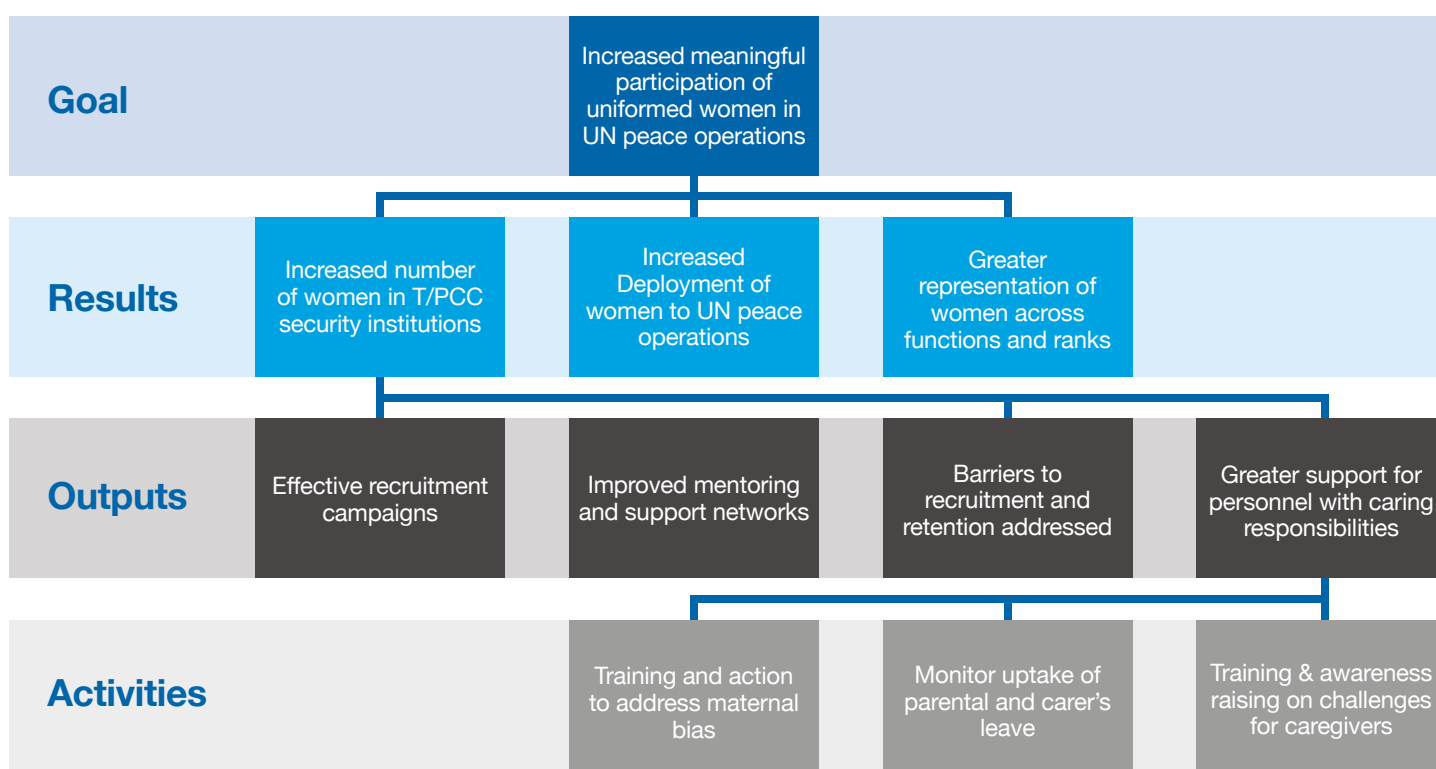 Goal
Increased meaningful
participation of
uniformed women in
UN peace operations
Results
Increased number
of women in T/PCC
security institutions
Increased
Deployment of
women to UN peace
operations
Greater
representation of
women across
functions and ranks
Outputs
Effective recruitment
campaigns
Improved mentoring
and support networks
Barriers to
recruitment and
retention addressed
Greater support for
personnel with caring
responsibilities
Activities
Training and action
to address maternal
bias
Monitor uptake of
parental and carer’s
leave
Training & awareness
raising on challenges
for caregivers